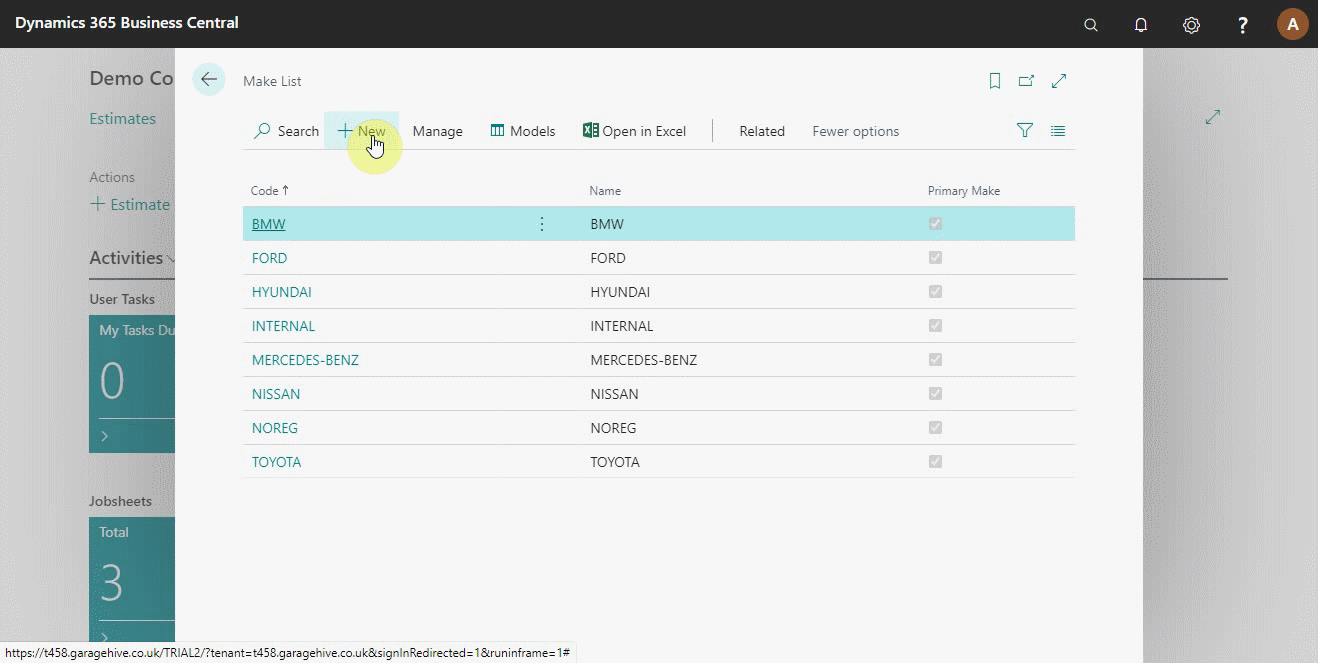 Dynamics 365 Business Central
?
A
Demo Co
Make List
Estimates
Search
New
Manage
Models
Open in Excel
Related
Fewer options
Actions
Estimate
Code ↑
Name
Primary Make
BMW
BMW
FORD
FORD
HYUNDAI
HYUNDAI
INTERNAL
INTERNAL
MERCEDES-BENZ
MERCEDES-BENZ
NISSAN
NISSAN
NOREG
NOREG
TOYOTA
TOYOTA
Activities
User Tasks
My Tasks Du
0
Jobsheets
Total
3
https://t458.garagehive.co.uk/TRIAL2/?tenant=t458.garagehive.co.uk&signInRedirected=1&runinframe=1#